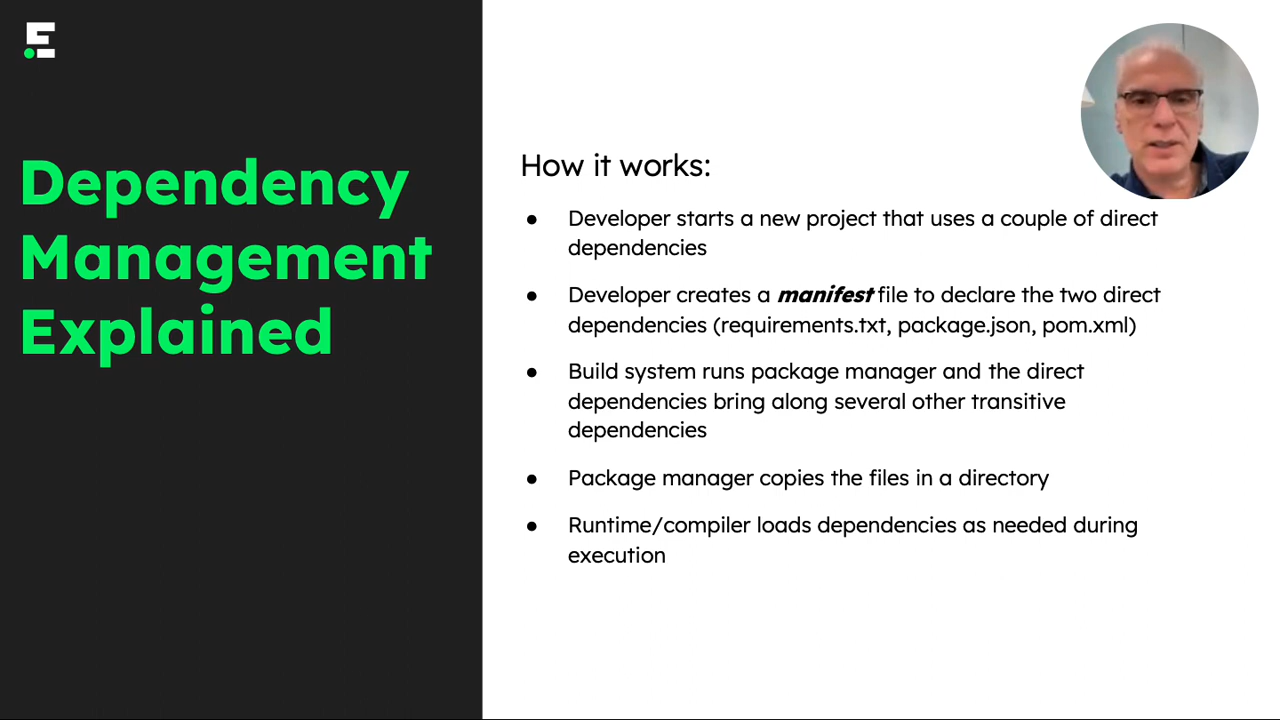 Dependency
Management
Explained
How it works:
● Developer starts a new project that uses a couple of direct
dependencies
● Developer creates a manifest file to declare the two direct
dependencies (requirements.txt, package.json, pom.xml)
● Build system runs package manager and the direct
dependencies bring along several other transitive
dependencies
● Package manager copies the files in a directory
● Runtime/compiler loads dependencies as needed during
execution